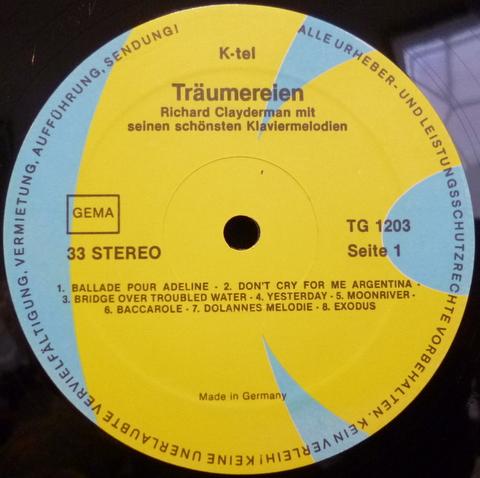 ALLE URHEBER- UND LEISTUNGSSCHUTZRECHTE VORBEHALTEN. KEIN VERLEIH! KEINE UNERLAUBTE VERVIELFÄLTIGUNG, VERMIETUNG, AUFFÜHRUNG, SENDUNG!
K-tel
Träumereien
Richard Clayderman mit
seinen schönsten Klaviermelodien
GEMA
TG 1203
33 STEREO
Seite 1
1. BALLADE POUR ADELINE - 2. DON'T CRY FOR ME ARGENTINA -
3. BRIDGE OVER TROUBLED WATER - 4. YESTERDAY - 5. MOONRIVER -
6. BACCAROLE - 7. DOLANNES MELODIE - 8. EXODUS
Made in Germany